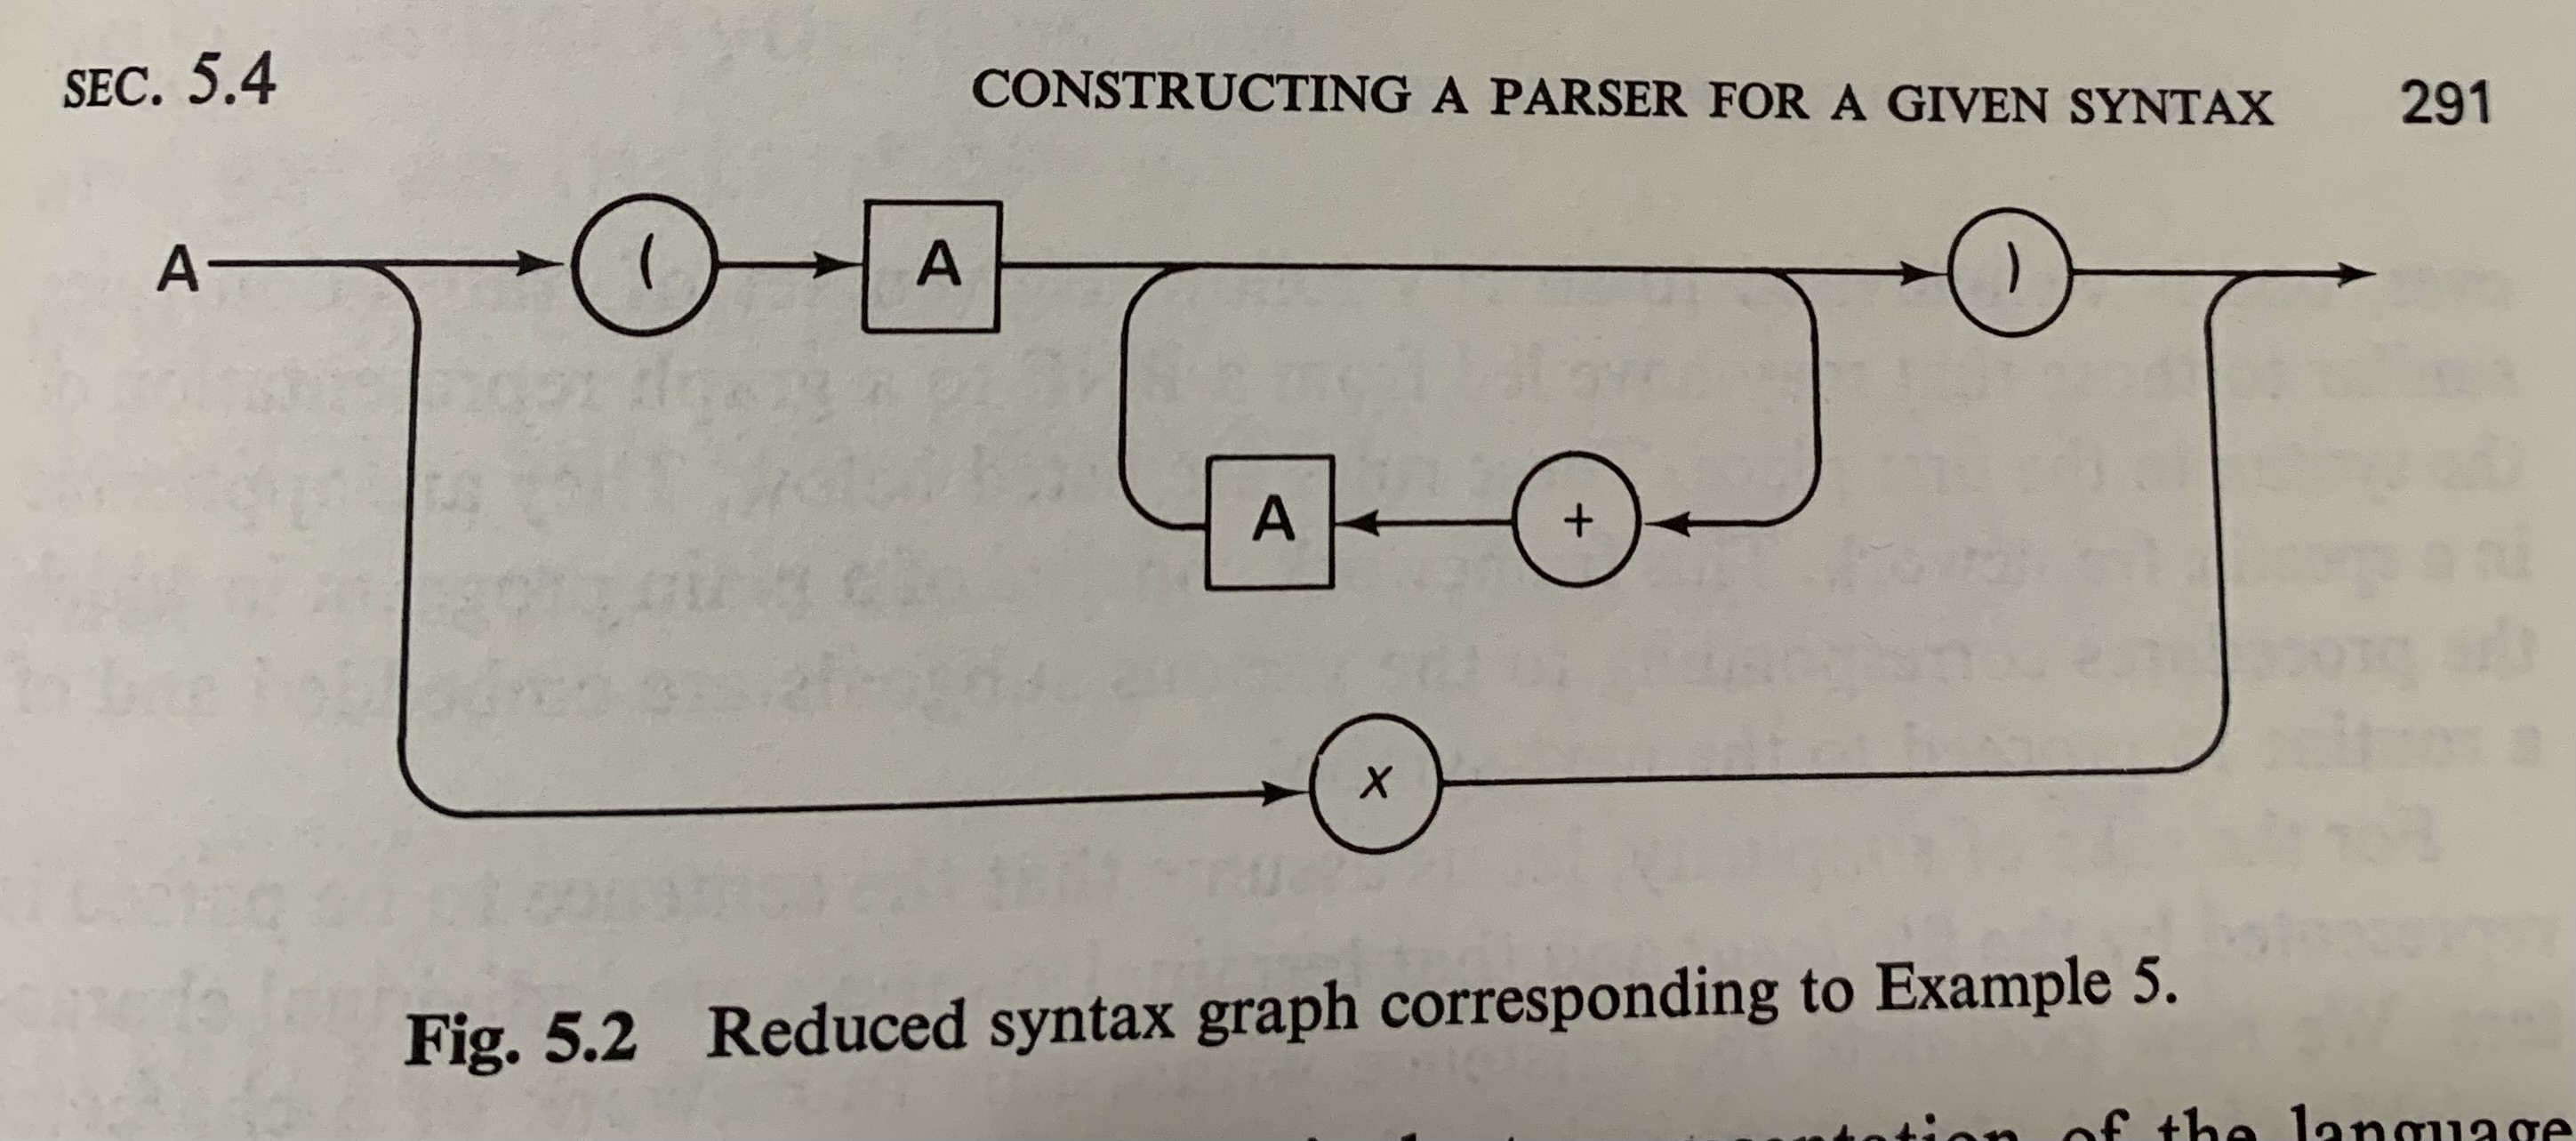 SEC. 5.4 CONSTRUCTING A PARSER FOR A GIVEN SYNTAX 291
A ( A )
A +
x
Fig. 5.2 Reduced syntax graph corresponding to Example 5.
of the language